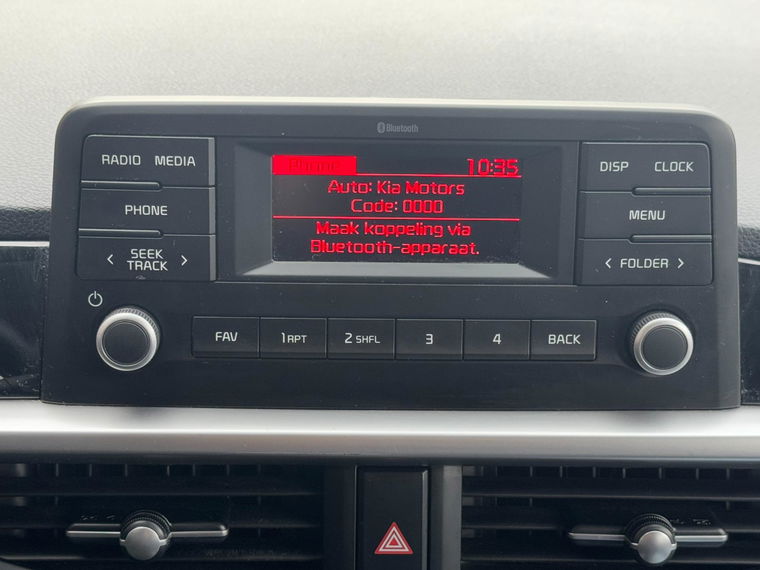 Bluetooth
RADIO MEDIA
PHONE
SEEK
TRACK
Phone 10:35
Auto: Kia Motors
Code: 0000
Maak koppeling via
Bluetooth-apparaat.
DISP CLOCK
MENU
FOLDER
FAV 1 RPT 2 SHFL 3 4 BACK